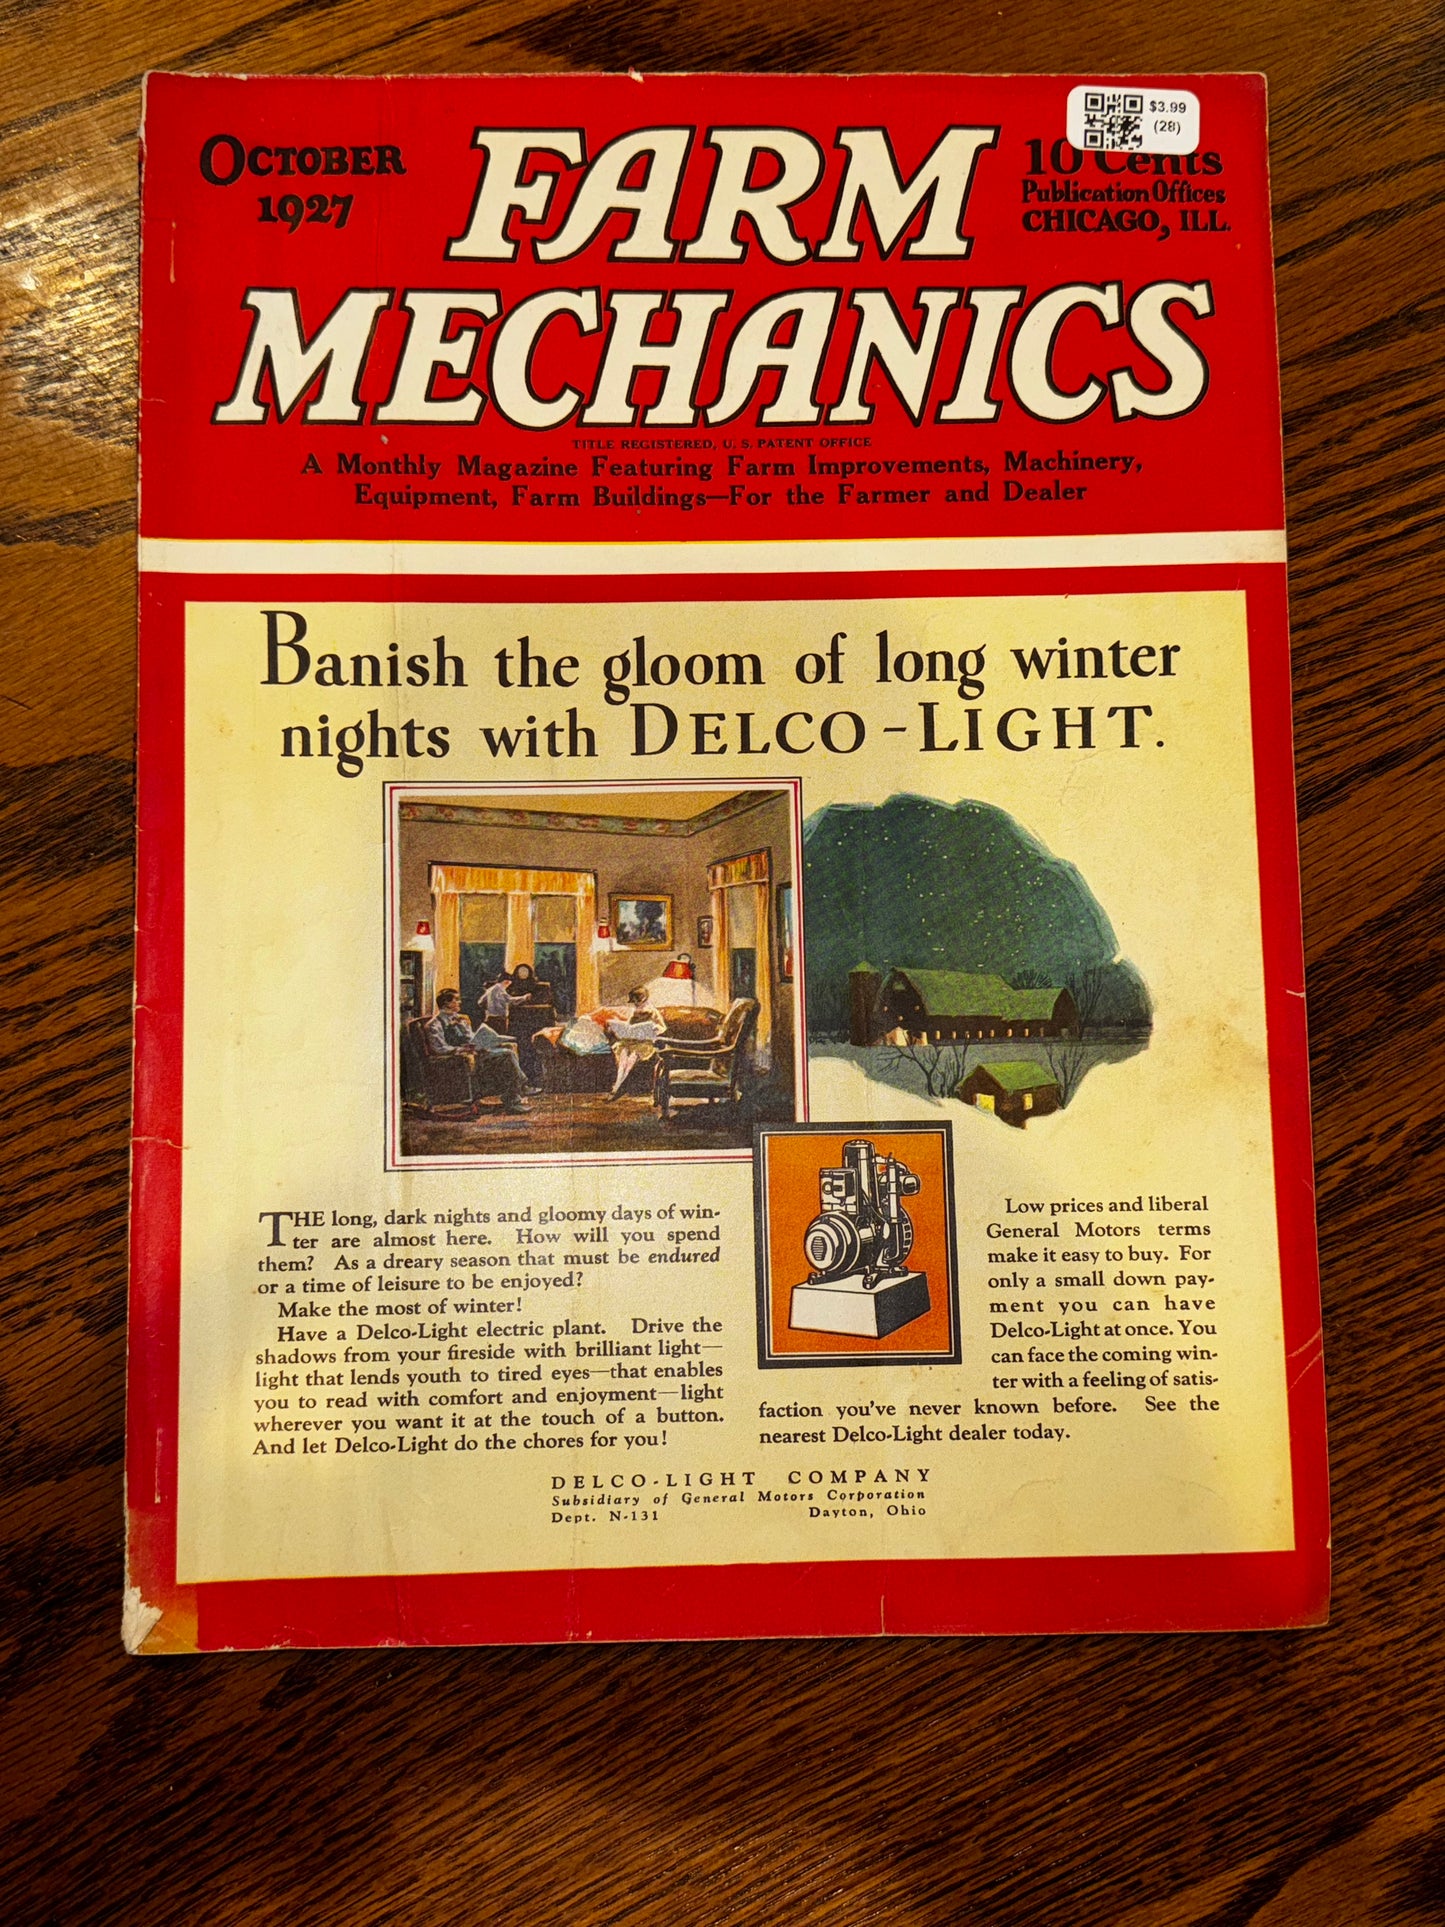 $3.99
(28)
OCTOBER
1927
FARM
MECHANICS
10 Cents
Publication Offices
CHICAGO, ILL.
TITLE REGISTERED, U. S. PATENT OFFICE
A Monthly Magazine Featuring Farm Improvements, Machinery,
Equipment, Farm Buildings—For the Farmer and Dealer
Banish the gloom of long winter
nights with DELCO-LIGHT.
THE long, dark nights and gloomy days of win-
ter are almost here. How will you spend
them? As a dreary season that must be endured
or a time of leisure to be enjoyed?
Make the most of winter!
Have a Delco-Light electric plant. Drive the
shadows from your fireside with brilliant light—
light that lends youth to tired eyes—that enables
you to read with comfort and enjoyment—light
wherever you want it at the touch of a button.
And let Delco-Light do the chores for you!
Low prices and liberal
General Motors terms
make it easy to buy. For
only a small down pay-
ment you can have
Delco-Light at once. You
can face the coming win-
ter with a feeling of satis-
faction you've never known before. See the
nearest Delco-Light dealer today.
DELCO-LIGHT COMPANY
Subsidiary of General Motors Corporation
Dept. N-131 Dayton, Ohio